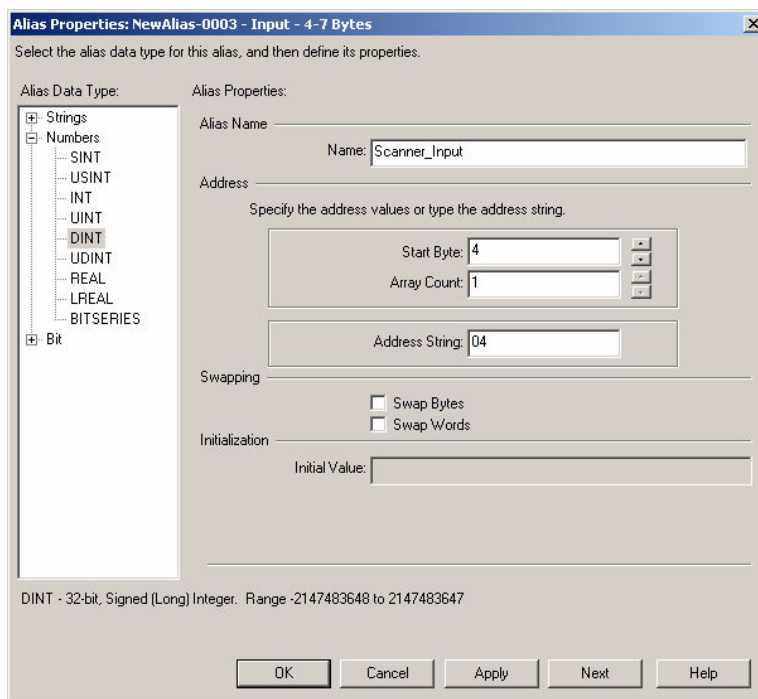 Alias Properties: NewAlias-0003 - Input - 4-7 Bytes
Select the alias data type for this alias, and then define its properties.
Alias Data Type:
Strings
Numbers
SINT
USINT
INT
UINT
DINT
UDINT
REAL
LREAL
BITSERIES
Bit
Alias Properties:
Alias Name
Name: Scanner_Input
Address
Specify the address values or type the address string.
Start Byte: 4
Array Count: 1
Address String: 04
Swapping
Swap Bytes
Swap Words
Initialization
Initial Value:
DINT - 32-bit, Signed (Long) Integer. Range -2147483648 to 2147483647
OK Cancel Apply Next Help